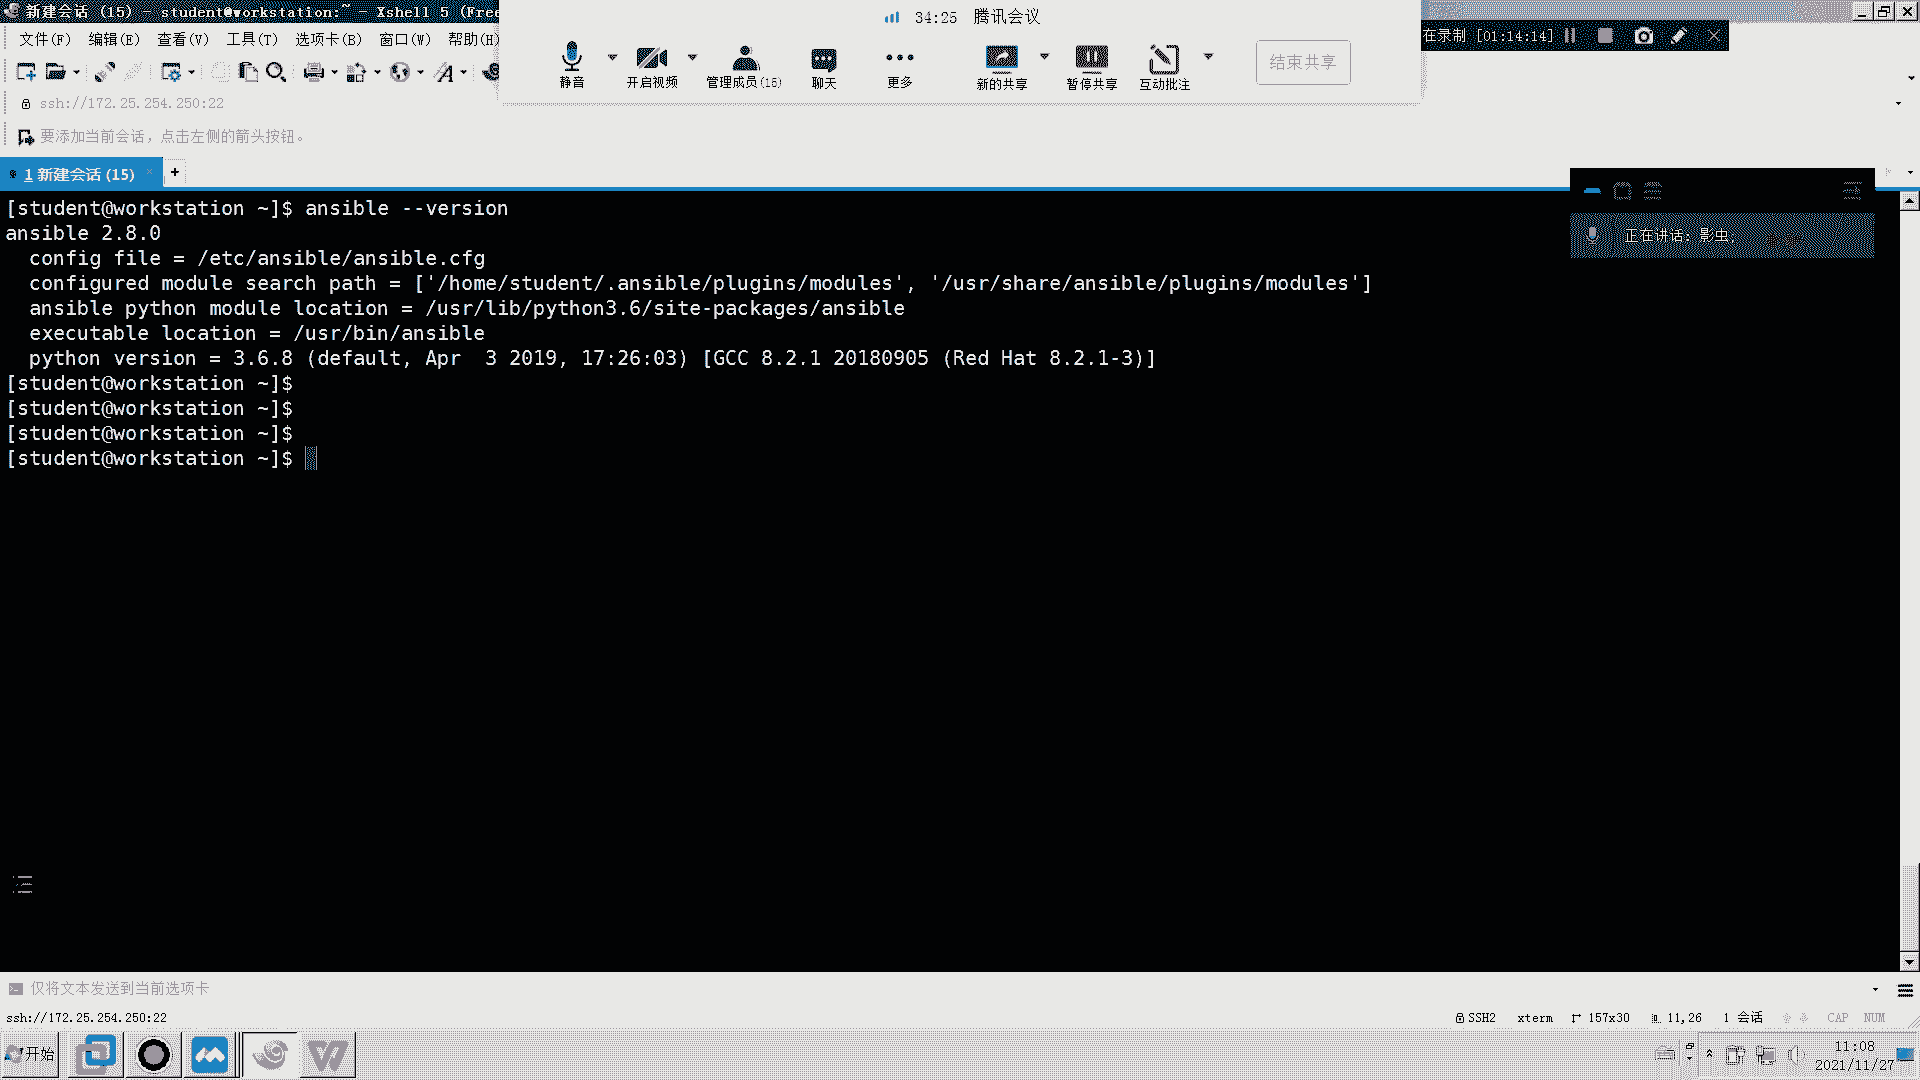 新建会话 (15) - student@workstation:~ - Xshell 5 (Free
34:25 腾讯会议
在录制 [01:14:14]
文件(F) 编辑(E) 查看(V) 工具(T) 选项卡(B) 窗口(W) 帮助(H)
静音 开启视频 管理成员(15) 聊天 更多 新的共享 暂停共享 互动批注 结束共享
ssh://172.25.254.250:22
要添加当前会话，点击左侧的箭头按钮。
1 新建会话 (15) × +
正在讲话: 影虫;
[student@workstation ~]$ ansible --version
ansible 2.8.0
config file = /etc/ansible/ansible.cfg
configured module search path = ['/home/student/.ansible/plugins/modules', '/usr/share/ansible/plugins/modules']
ansible python module location = /usr/lib/python3.6/site-packages/ansible
executable location = /usr/bin/ansible
python version = 3.6.8 (default, Apr  3 2019, 17:26:03) [GCC 8.2.1 20180905 (Red Hat 8.2.1-3)]
[student@workstation ~]$
[student@workstation ~]$
[student@workstation ~]$
[student@workstation ~]$
仅将文本发送到当前选项卡
ssh://172.25.254.250:22 SSH2 xterm 157x30 11,26 1 会话 CAP NUM
开始
11:08
2021/11/27